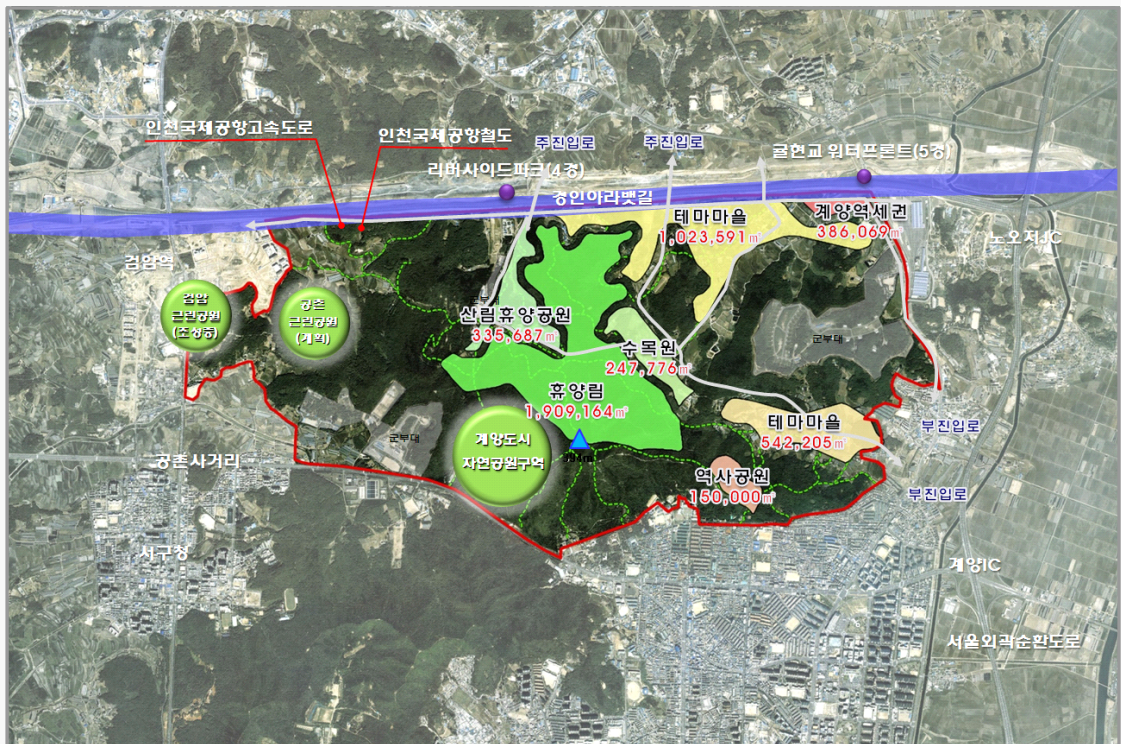 인천국제공항고속도로
인천국제공항철도
주진입로
주진입로
리버사이드파크(4경)
귤현교 워터프론트(5경)
경인아라뱃길
테마마을
1,023,591㎡
계양역세권
386,069㎡
노오지JC
검암역
검암
근린공원
(조성중)
공촌
근린공원
(계획)
군부대
산림휴양공원
335,687㎡
수목원
247,776㎡
군부대
휴양림
1,909,164㎡
테마마을
542,205㎡
부진입로
군부대
계양도시
자연공원구역
공촌사거리
역사공원
150,000㎡
부진입로
서구청
계양IC
서울외곽순환도로